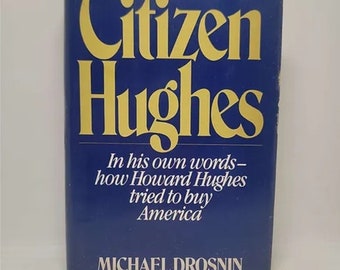 Citizen
Hughes
In his own words—
how Howard Hughes
tried to buy
America
MICHAEL DROSNIN